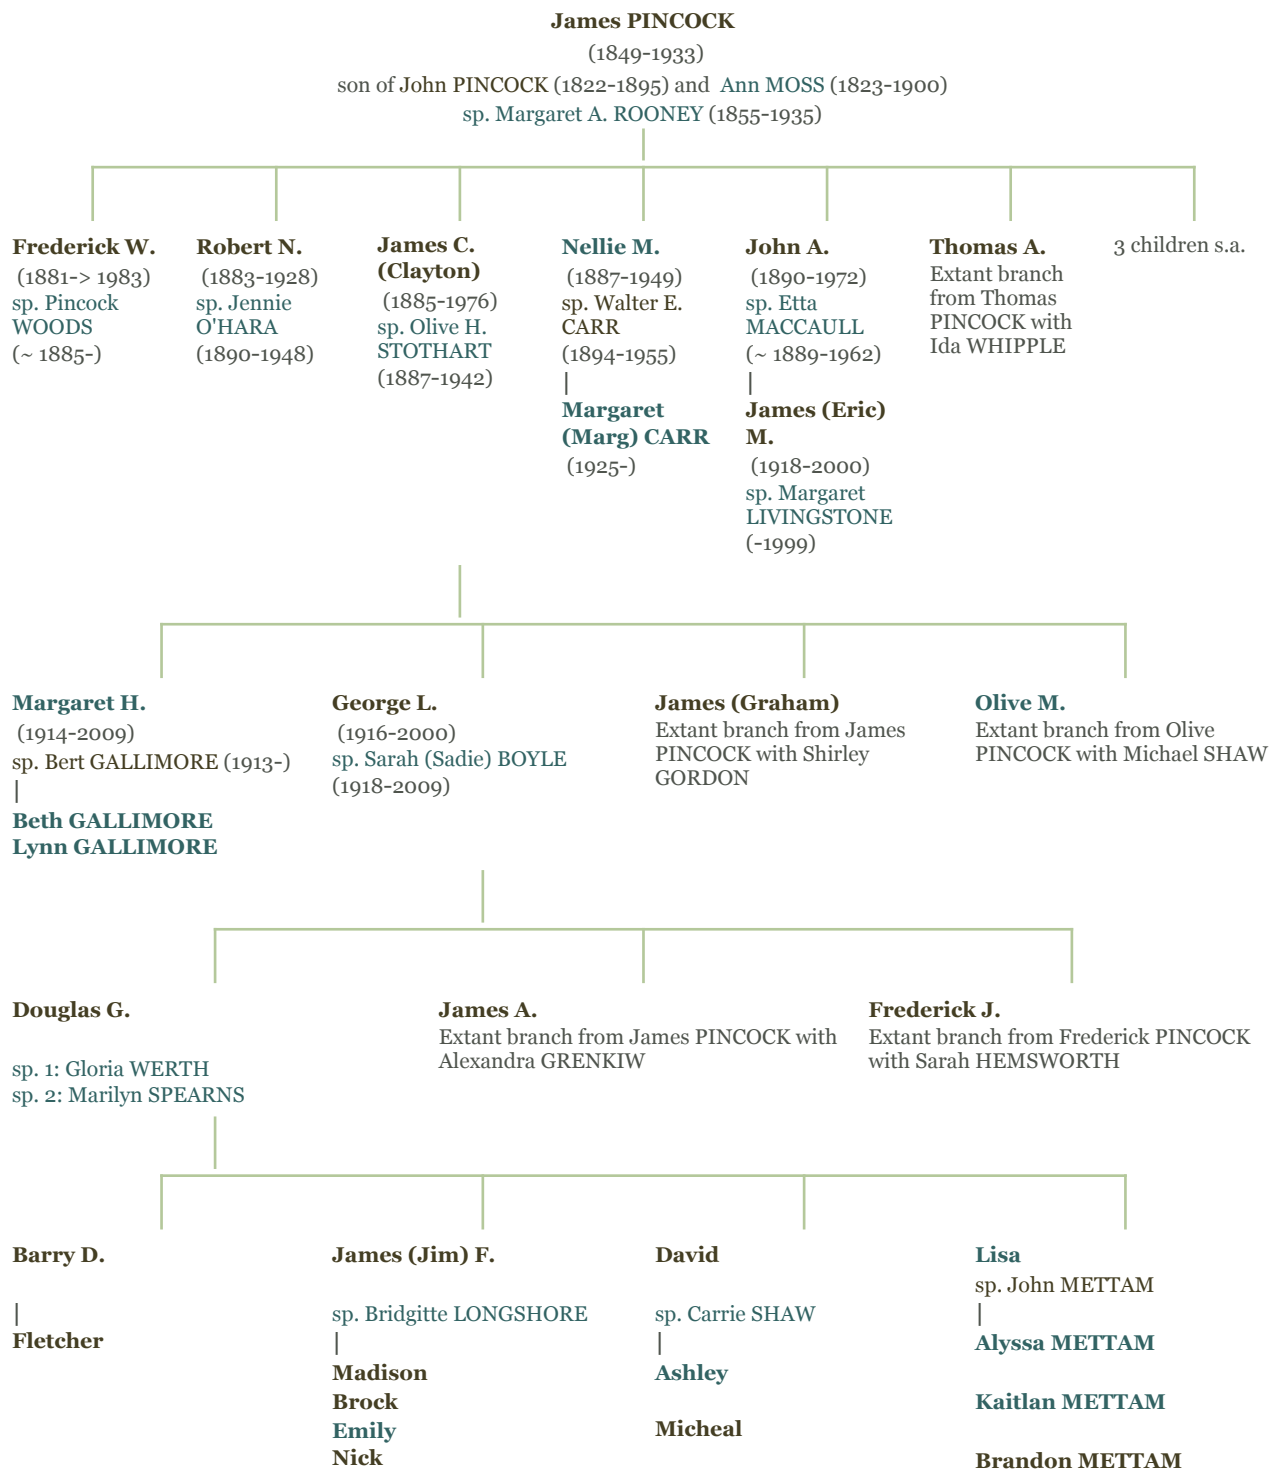 James PINCOCK
(1849-1933)
son of John PINCOCK (1822-1895) and Ann MOSS (1823-1900)
sp. Margaret A. ROONEY (1855-1935)
Frederick W.
(1881-> 1983)
sp. Pincock
WOODS
(~ 1885-)
Robert N.
(1883-1928)
sp. Jennie
O'HARA
(1890-1948)
James C.
(Clayton)
(1885-1976)
sp. Olive H.
STOTHART
(1887-1942)
Nellie M.
(1887-1949)
sp. Walter E.
CARR
(1894-1955)
|
Margaret
(Marg) CARR
(1925-)
John A.
(1890-1972)
sp. Etta
MACCAULL
(~ 1889-1962)
|
James (Eric)
M.
(1918-2000)
sp. Margaret
LIVINGSTONE
(-1999)
Thomas A.
Extant branch
from Thomas
PINCOCK with
Ida WHIPPLE
3 children s.a.
Margaret H.
(1914-2009)
sp. Bert GALLIMORE (1913-)
|
Beth GALLIMORE
Lynn GALLIMORE
George L.
(1916-2000)
sp. Sarah (Sadie) BOYLE
(1918-2009)
James (Graham)
Extant branch from James
PINCOCK with Shirley
GORDON
Olive M.
Extant branch from Olive
PINCOCK with Michael SHAW
Douglas G.
sp. 1: Gloria WERTH
sp. 2: Marilyn SPEARNS
James A.
Extant branch from James PINCOCK with
Alexandra GRENKIW
Frederick J.
Extant branch from Frederick PINCOCK
with Sarah HEMSWORTH
Barry D.
|
Fletcher
James (Jim) F.
sp. Bridgitte LONGSHORE
|
Madison
Brock
Emily
Nick
David
sp. Carrie SHAW
|
Ashley
Micheal
Lisa
sp. John METTAM
|
Alyssa METTAM
Kaitlan METTAM
Brandon METTAM